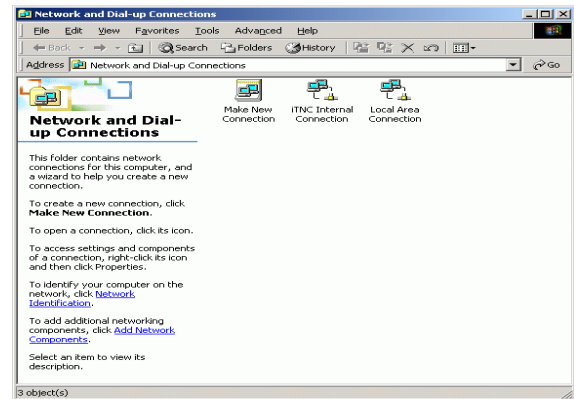 Network and Dial-up Connections
File Edit View Favorites Tools Advanced Help
Back Search Folders History
Address Network and Dial-up Connections Go
Network and Dial-
up Connections
This folder contains network
connections for this computer, and
a wizard to help you create a new
connection.
To create a new connection, click
Make New Connection.
To open a connection, click its icon.
To access settings and components
of a connection, right-click its icon
and then click Properties.
To identify your computer on the
network, click Network
Identification.
To add additional networking
components, click Add Network
Components.
Select an item to view its
description.
Make New
Connection
iTNC Internal
Connection
Local Area
Connection
3 object(s)